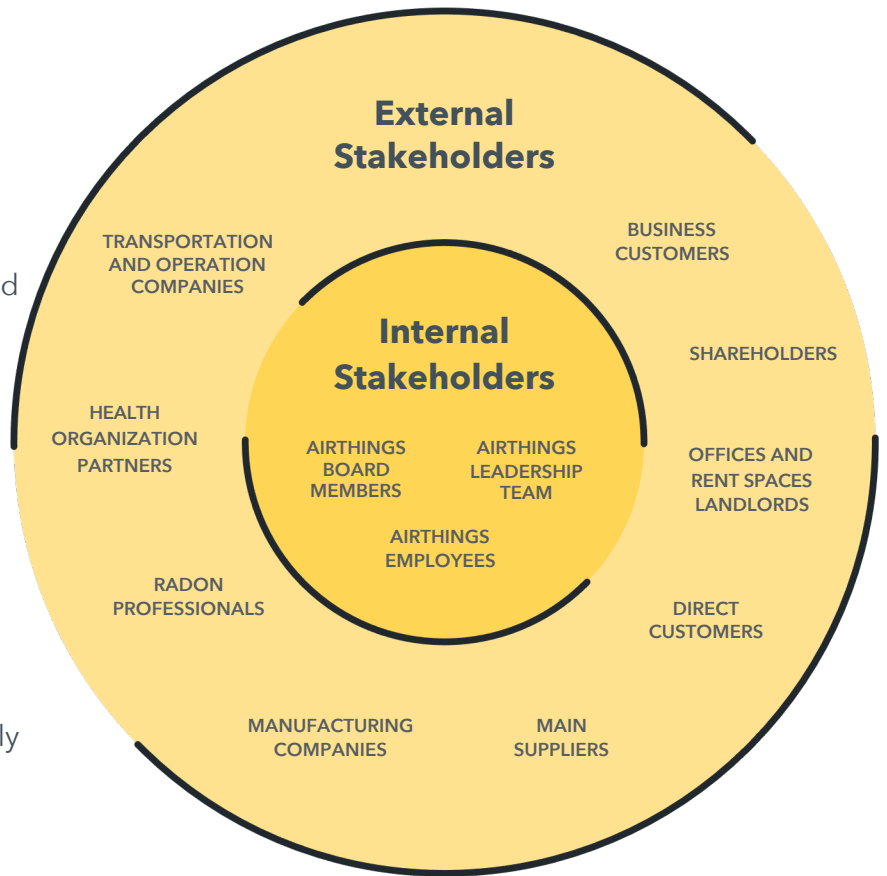 External
Stakeholders
TRANSPORTATION
AND OPERATION
COMPANIES
BUSINESS
CUSTOMERS
Internal
Stakeholders
SHAREHOLDERS
HEALTH
ORGANIZATION
PARTNERS
AIRTHINGS
BOARD
MEMBERS
AIRTHINGS
LEADERSHIP
TEAM
OFFICES AND
RENT SPACES
LANDLORDS
AIRTHINGS
EMPLOYEES
RADON
PROFESSIONALS
DIRECT
CUSTOMERS
MANUFACTURING
COMPANIES
MAIN
SUPPLIERS